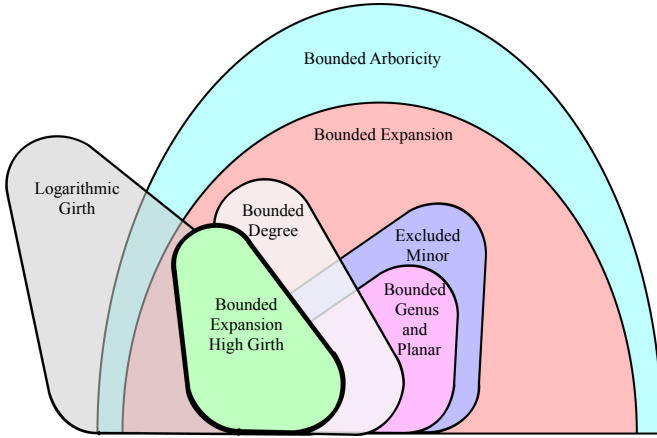 Bounded Arboricity
Bounded Expansion
Logarithmic
Girth
Bounded
Degree
Excluded
Minor
Bounded
Genus
and
Planar
Bounded
Expansion
High Girth